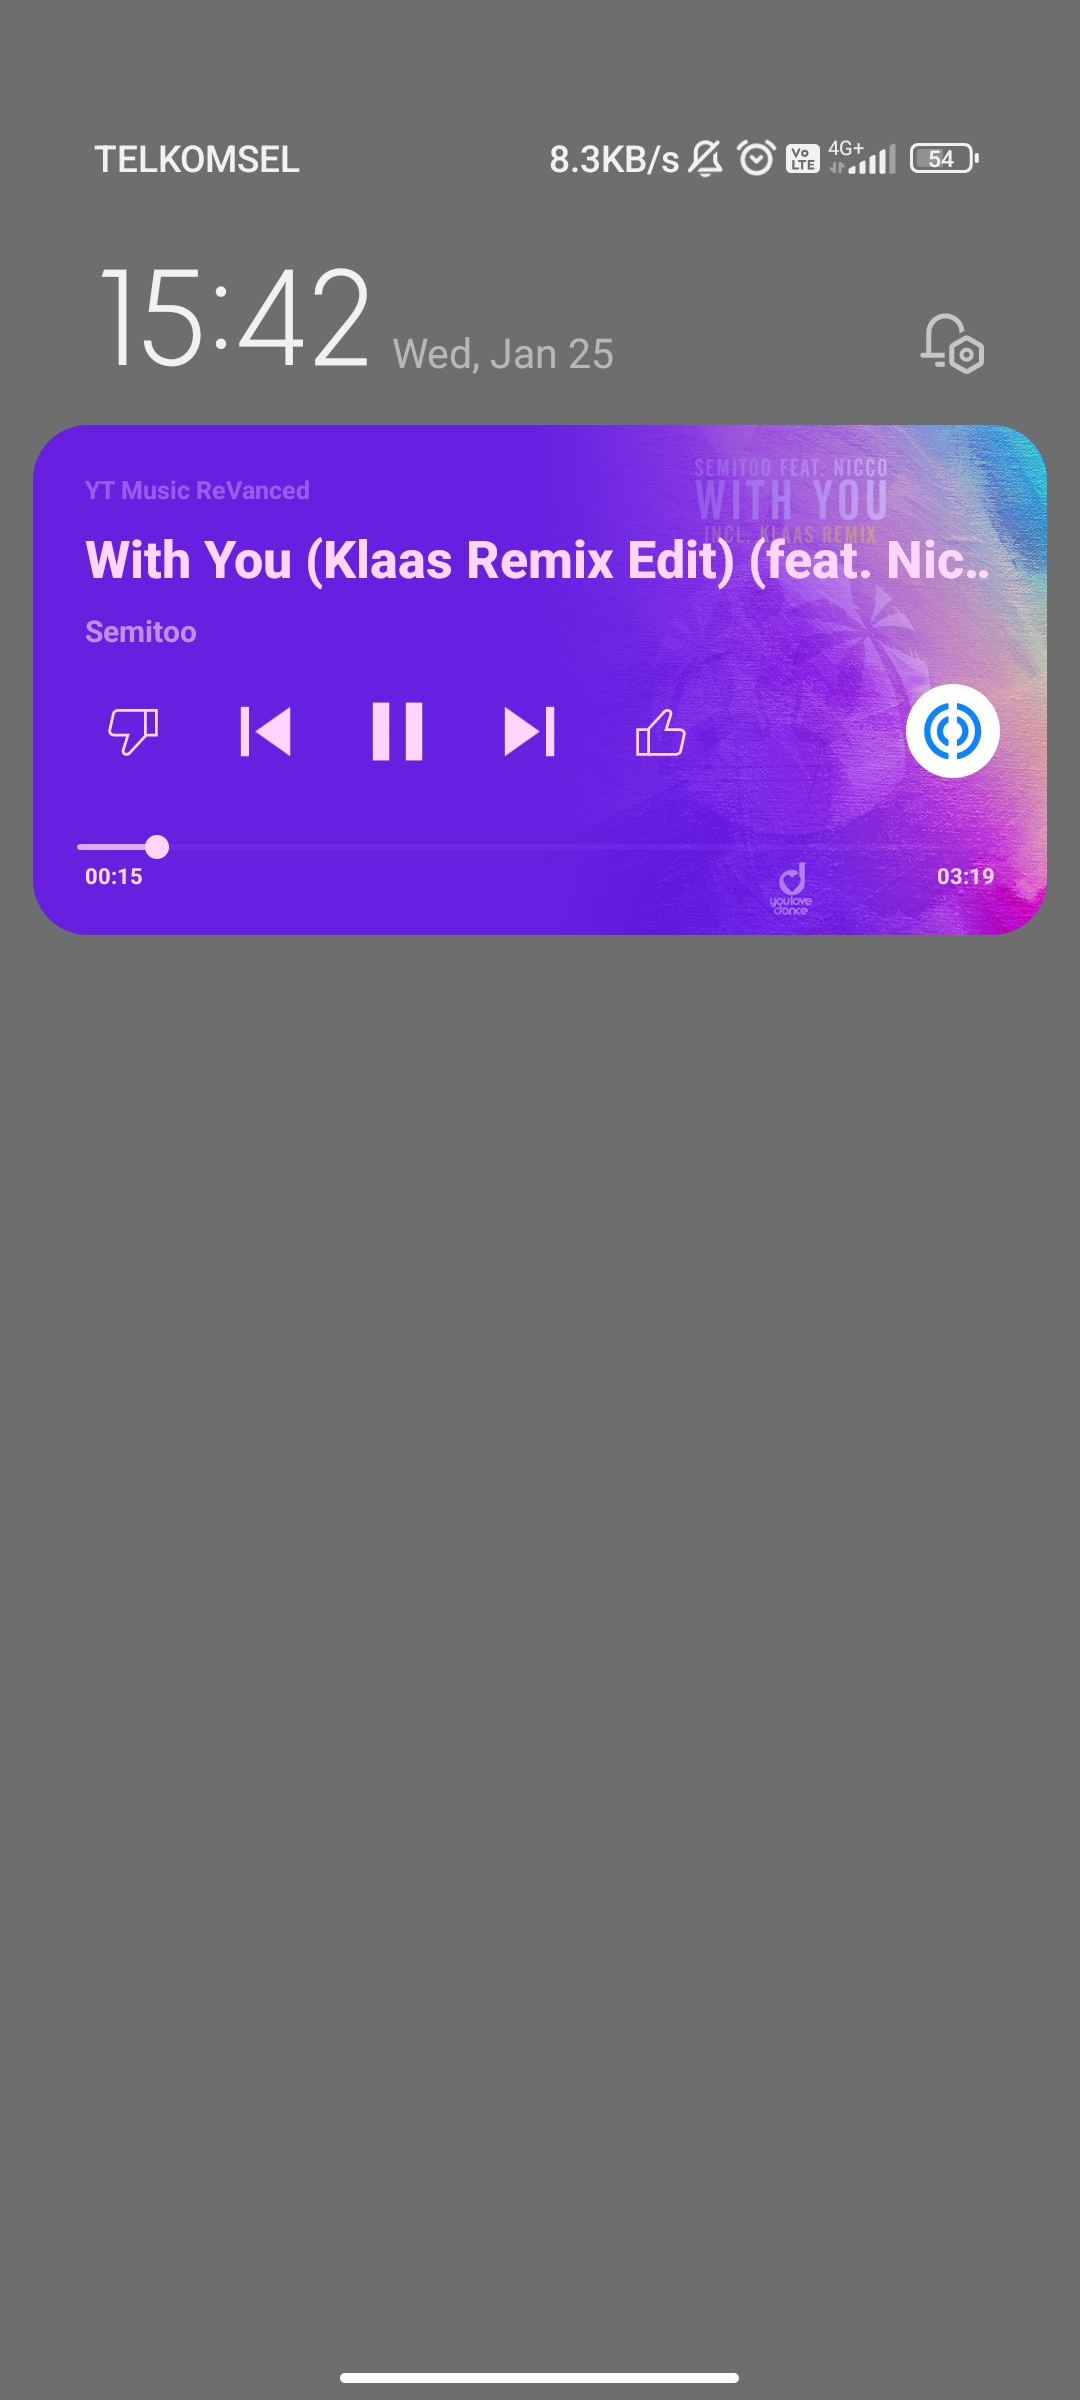 TELKOMSEL 8.3KB/s Vo LTE 4G+ 54
15:42 Wed, Jan 25
YT Music ReVanced
SEMITOO FEAT. NICCO
WITH YOU
INCL. KLAAS REMIX
With You (Klaas Remix Edit) (feat. Nic..
Semitoo
00:15 03:19
youlove
dance